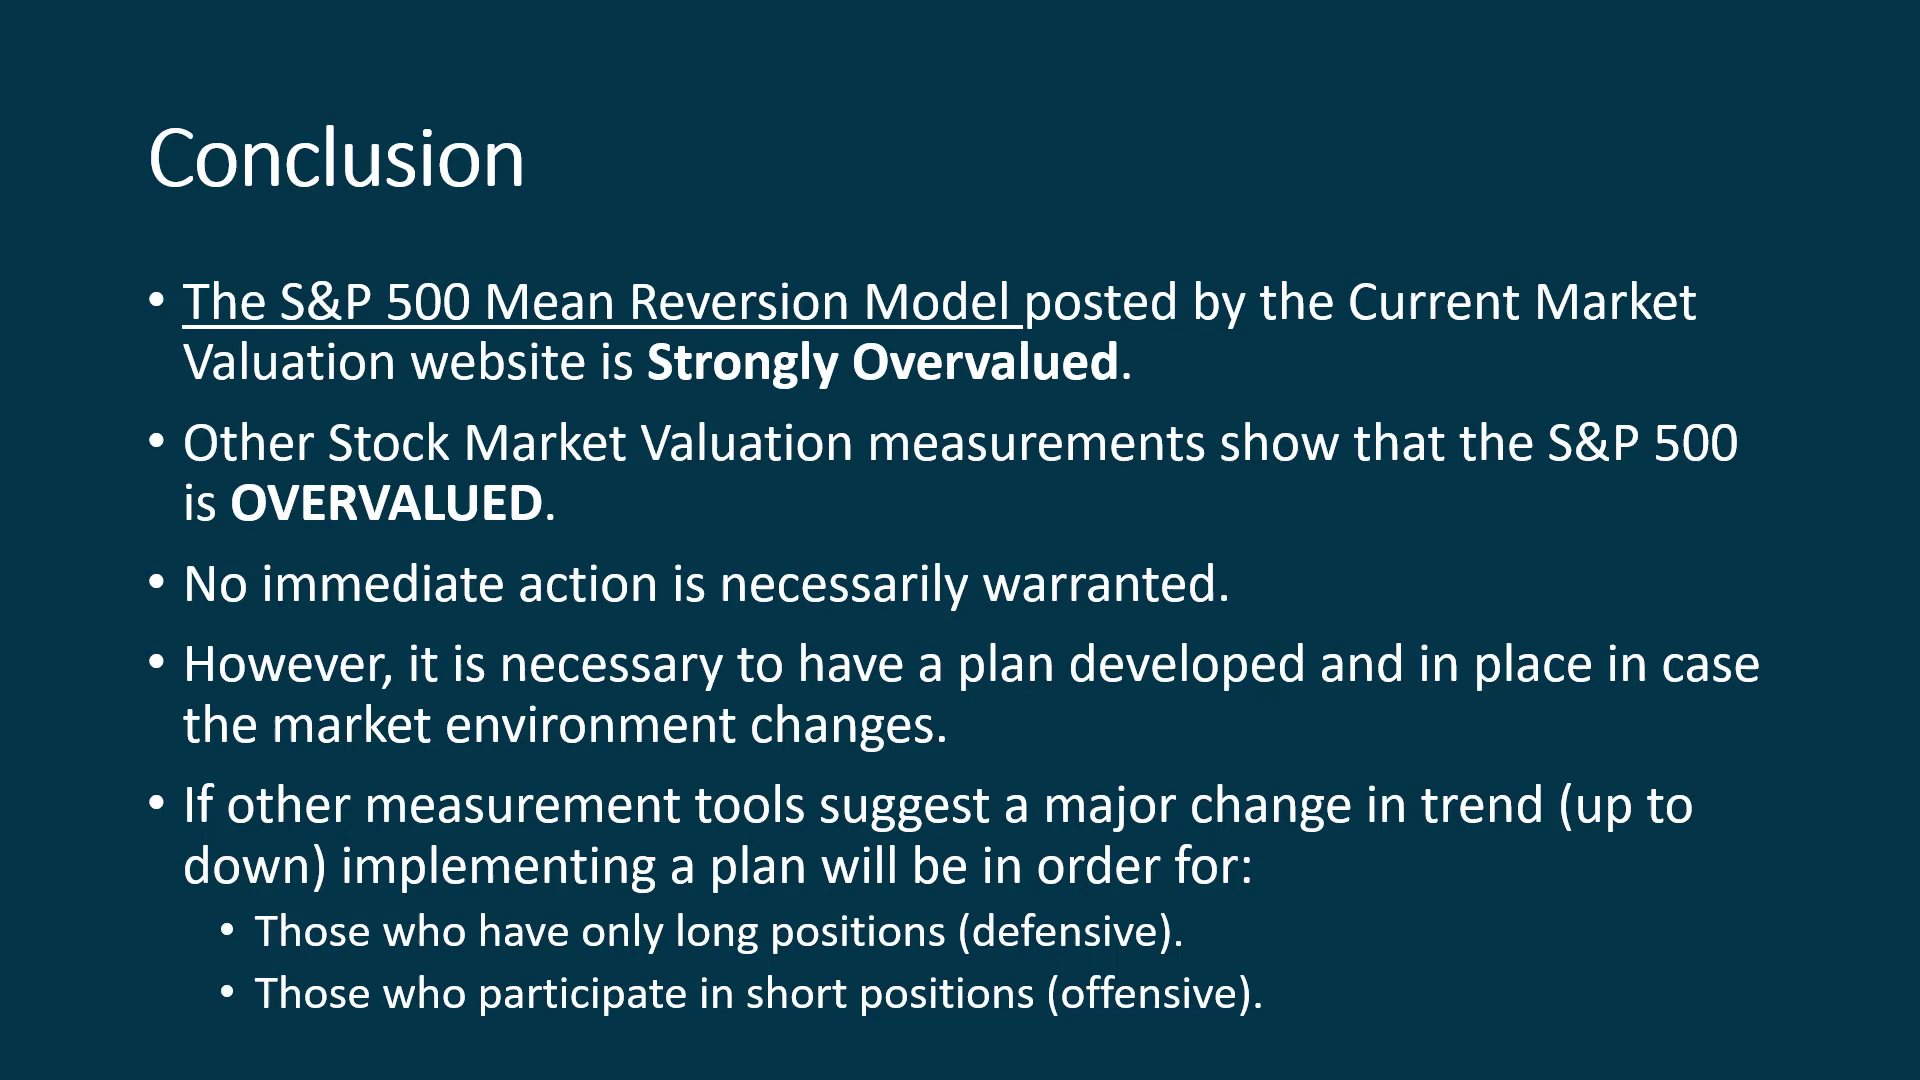 Conclusion
• The S&P 500 Mean Reversion Model posted by the Current Market
Valuation website is Strongly Overvalued.
• Other Stock Market Valuation measurements show that the S&P 500
is OVERVALUED.
• No immediate action is necessarily warranted.
• However, it is necessary to have a plan developed and in place in case
the market environment changes.
• If other measurement tools suggest a major change in trend (up to
down) implementing a plan will be in order for:
• Those who have only long positions (defensive).
• Those who participate in short positions (offensive).